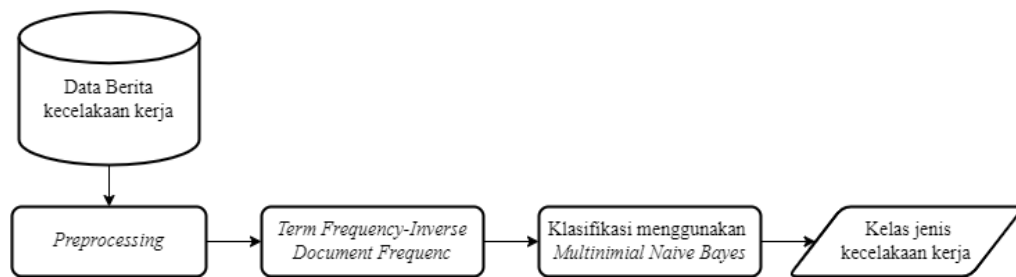 Data Berita
kecelakaan kerja
Preprocessing
Term Frequency-Inverse
Document Frequenc
Klasifikasi menggunakan
Multinimial Naive Bayes
Kelas jenis
kecelakaan kerja